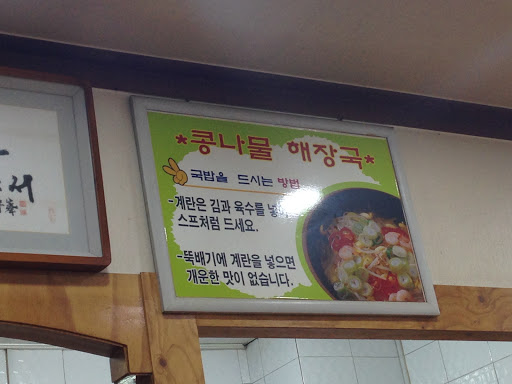 *콩나물 해장국*
국밥을 드시는 방법
-계란은 김과 육수를
스프처럼 드세요.
-뚝배기에 계란을 넣으면
개운한 맛이 없습니다.
서